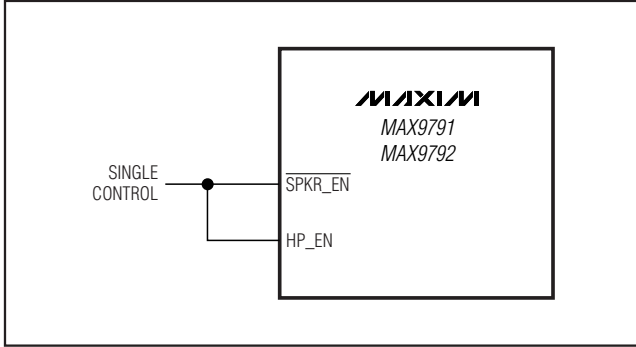 MAXIM
MAX9791
MAX9792
SINGLE
CONTROL
SPKR_EN
HP_EN